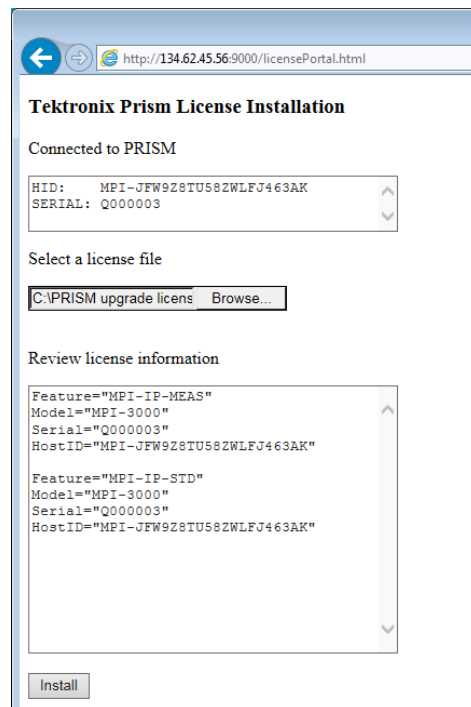 http://134.62.45.56:9000/licensePortal.html
Tektronix Prism License Installation
Connected to PRISM
HID:    MPI-JFW9Z8TU58ZWLFJ463AK
SERIAL: Q000003
Select a license file
C:\PRISM upgrade licens Browse...
Review license information
Feature="MPI-IP-MEAS"
Model="MPI-3000"
Serial="Q000003"
HostID="MPI-JFW9Z8TU58ZWLFJ463AK"
Feature="MPI-IP-STD"
Model="MPI-3000"
Serial="Q000003"
HostID="MPI-JFW9Z8TU58ZWLFJ463AK"
Install